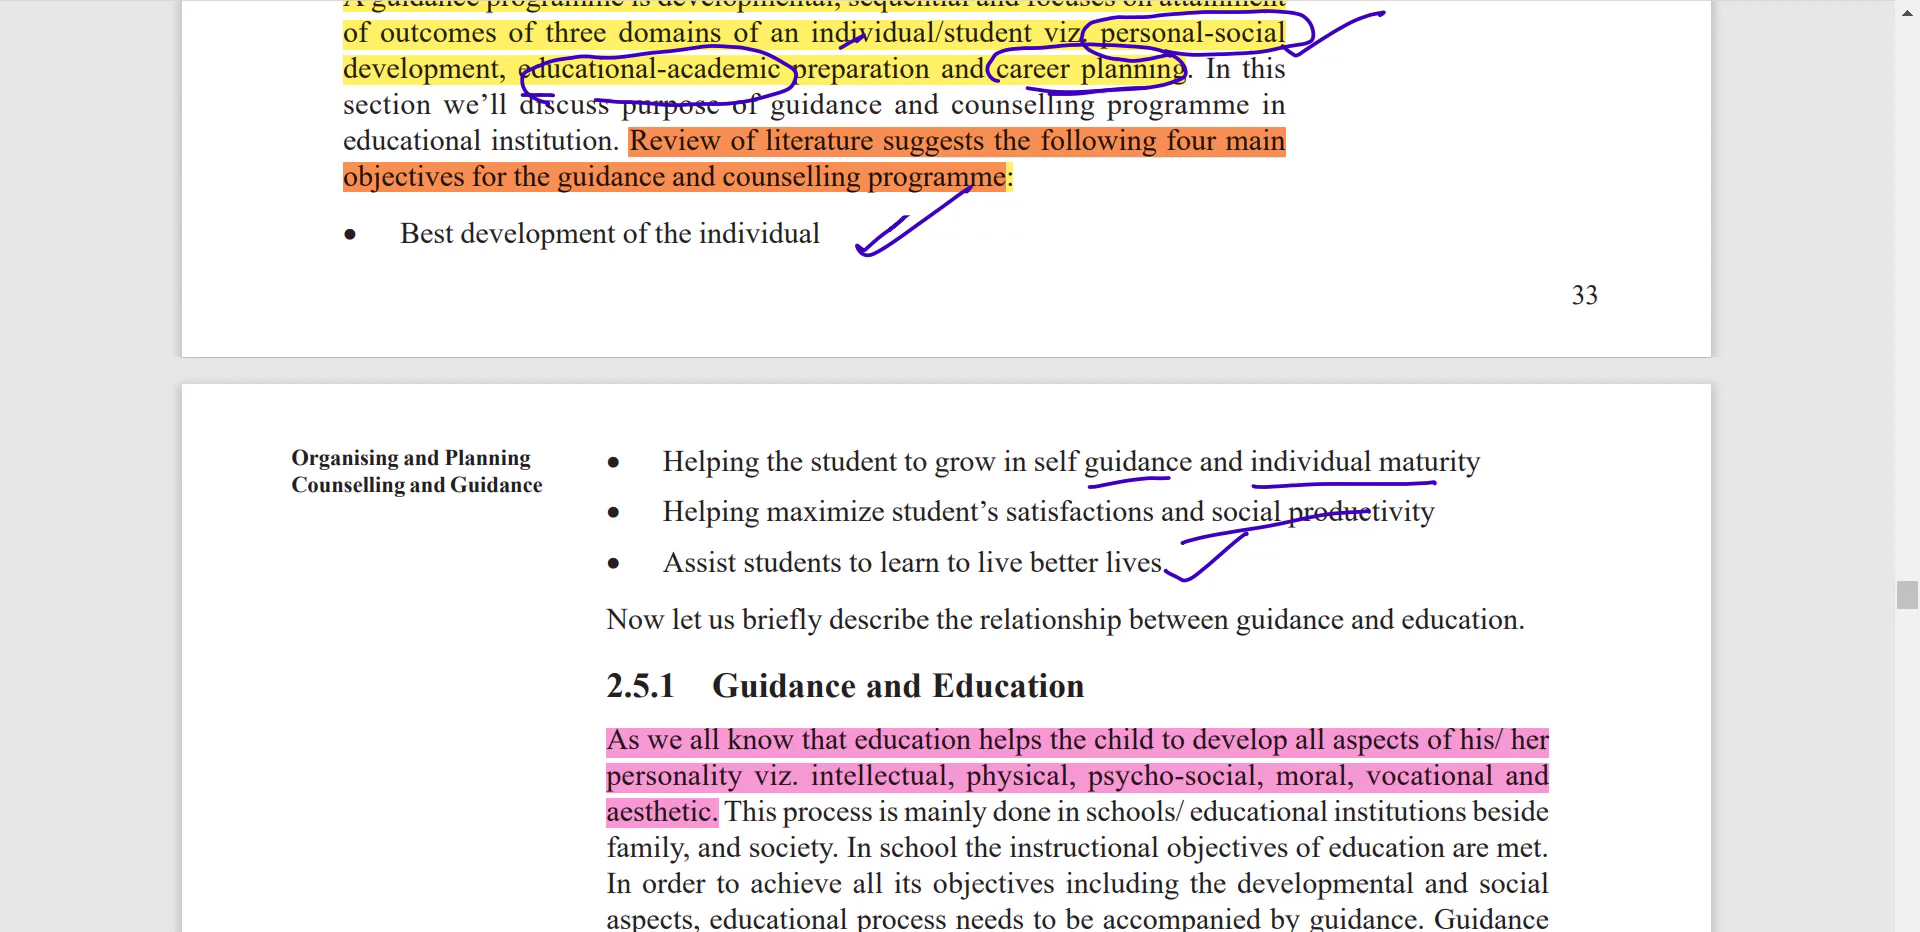 A guidance programme is developmental, sequential and focuses on attainment
of outcomes of three domains of an individual/student viz. personal-social
development, educational-academic preparation and career planning. In this
section we’ll discuss purpose of guidance and counselling programme in
educational institution. Review of literature suggests the following four main
objectives for the guidance and counselling programme:
• Best development of the individual
33
Organising and Planning
Counselling and Guidance
• Helping the student to grow in self guidance and individual maturity
• Helping maximize student’s satisfactions and social productivity
• Assist students to learn to live better lives.
Now let us briefly describe the relationship between guidance and education.
2.5.1 Guidance and Education
As we all know that education helps the child to develop all aspects of his/ her
personality viz. intellectual, physical, psycho-social, moral, vocational and
aesthetic. This process is mainly done in schools/ educational institutions beside
family, and society. In school the instructional objectives of education are met.
In order to achieve all its objectives including the developmental and social
aspects, educational process needs to be accompanied by guidance. Guidance